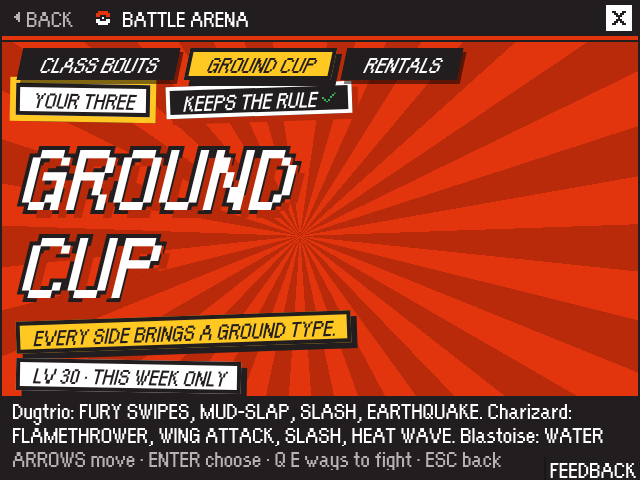 BACK BATTLE ARENA X
CLASS BOUTS GROUND CUP RENTALS
YOUR THREE KEEPS THE RULE ✓
GROUND
CUP
EVERY SIDE BRINGS A GROUND TYPE.
LV 30 · THIS WEEK ONLY
Dugtrio: FURY SWIPES, MUD-SLAP, SLASH, EARTHQUAKE. Charizard:
FLAMETHROWER, WING ATTACK, SLASH, HEAT WAVE. Blastoise: WATER
ARROWS move · ENTER choose · Q E ways to fight · ESC back
FEEDBACK